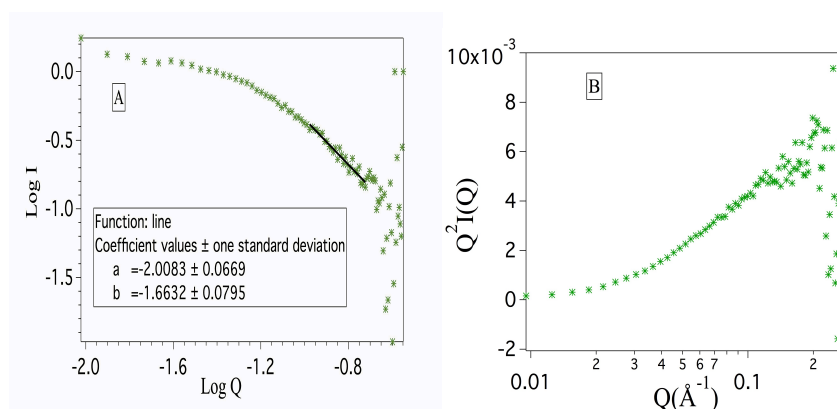 A
0.0
-0.5
-1.0
-1.5
Log I
Function: line
Coefficient values ± one standard deviation
a =-2.0083 ± 0.0669
b =-1.6632 ± 0.0795
-2.0 -1.6 -1.2 -0.8
Log Q
B
10x10⁻³
8
6
4
2
0
-2
Q²I(Q)
0.01 2 3 4 5 6 7 0.1 2
Q(Å⁻¹)